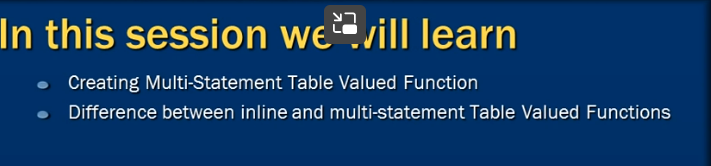 In this session we will learn
Creating Multi-Statement Table Valued Function
Difference between inline and multi-statement Table Valued Functions